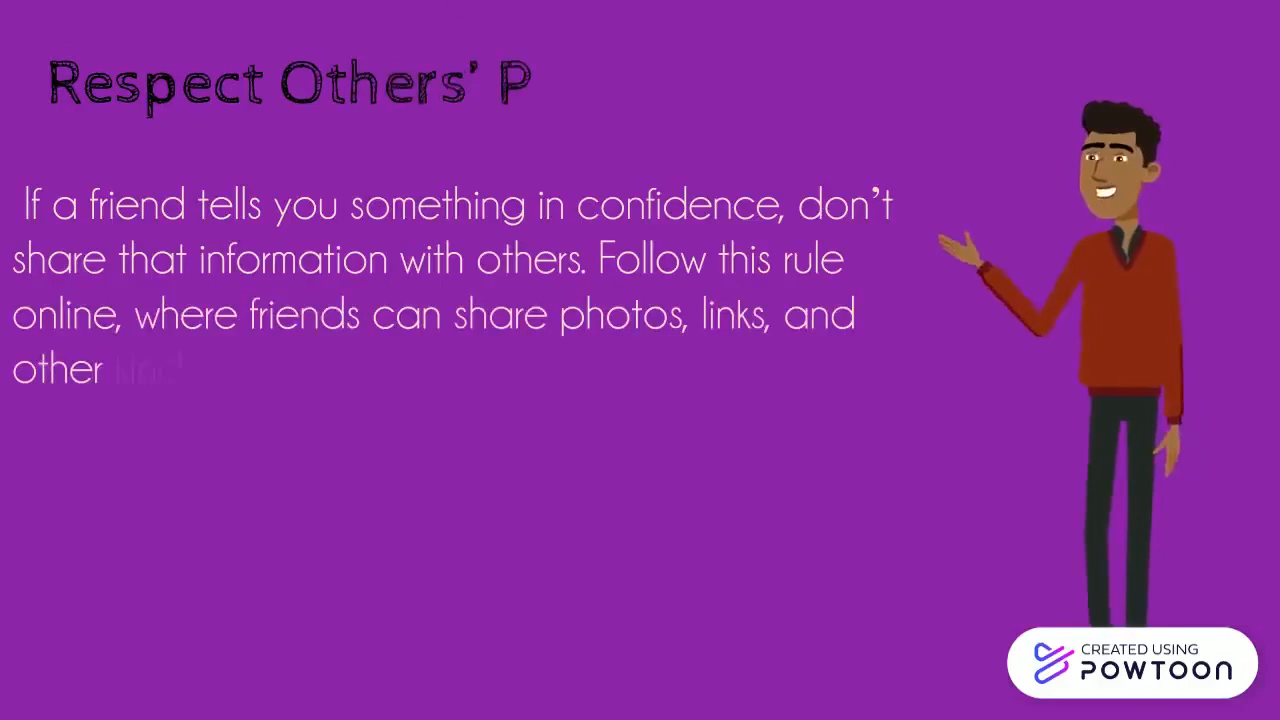 Respect Others’ P
If a friend tells you something in confidence, don’t
share that information with others. Follow this rule
online, where friends can share photos, links, and
other
CREATED USING
POWTOON